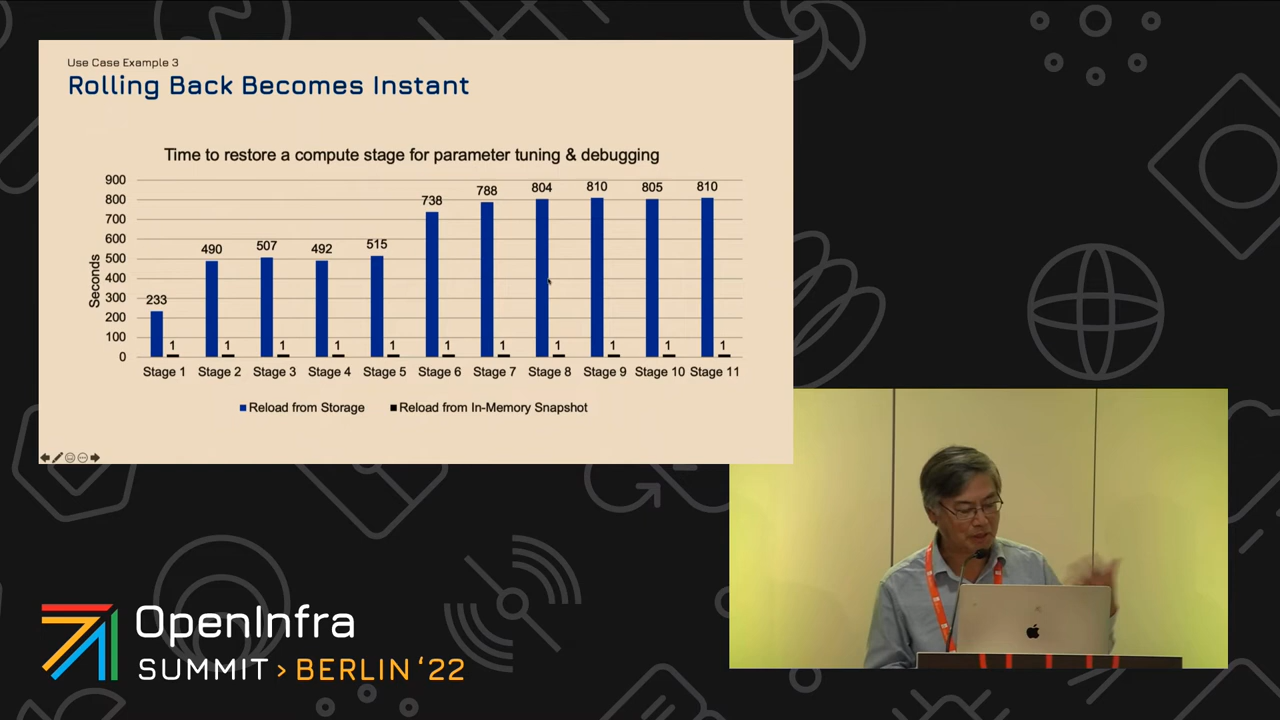 Use Case Example 3
Rolling Back Becomes Instant
Time to restore a compute stage for parameter tuning & debugging
Seconds
900
800
700
600
500
400
300
200
100
0
233 1
490 1
507 1
492 1
515 1
738 1
788 1
804 1
810 1
805 1
810 1
Stage 1 Stage 2 Stage 3 Stage 4 Stage 5 Stage 6 Stage 7 Stage 8 Stage 9 Stage 10 Stage 11
Reload from Storage Reload from In-Memory Snapshot
OpenInfra
SUMMIT > BERLIN ‘22